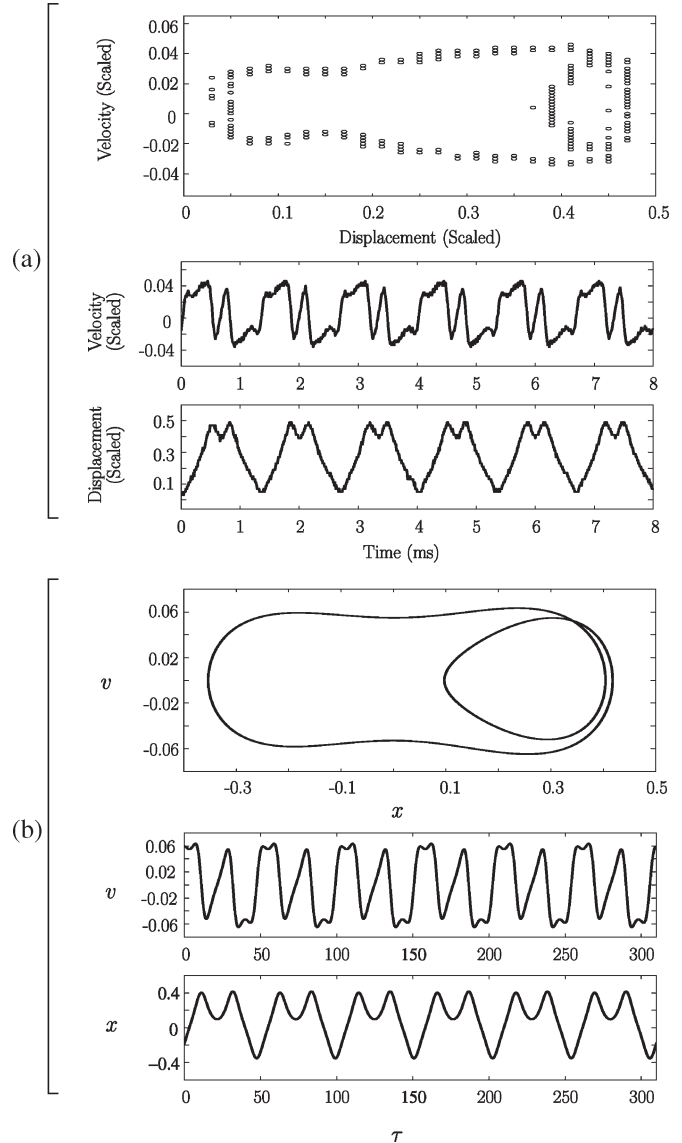 (a)
Velocity (Scaled)
0.06
0.04
0.02
0
-0.02
-0.04
0 0.1 0.2 0.3 0.4 0.5
Displacement (Scaled)
Velocity
(Scaled)
0.04
0
-0.04
0 1 2 3 4 5 6 7 8
Displacement
(Scaled)
0.5
0.3
0.1
0 1 2 3 4 5 6 7 8
Time (ms)
(b)
v
0.06
0.02
-0.02
-0.06
-0.3 -0.1 0.1 0.3 0.5
x
v
0.06
0.02
-0.02
-0.06
0 50 100 150 200 250 300
x
0.4
0
-0.4
0 50 100 150 200 250 300
τ